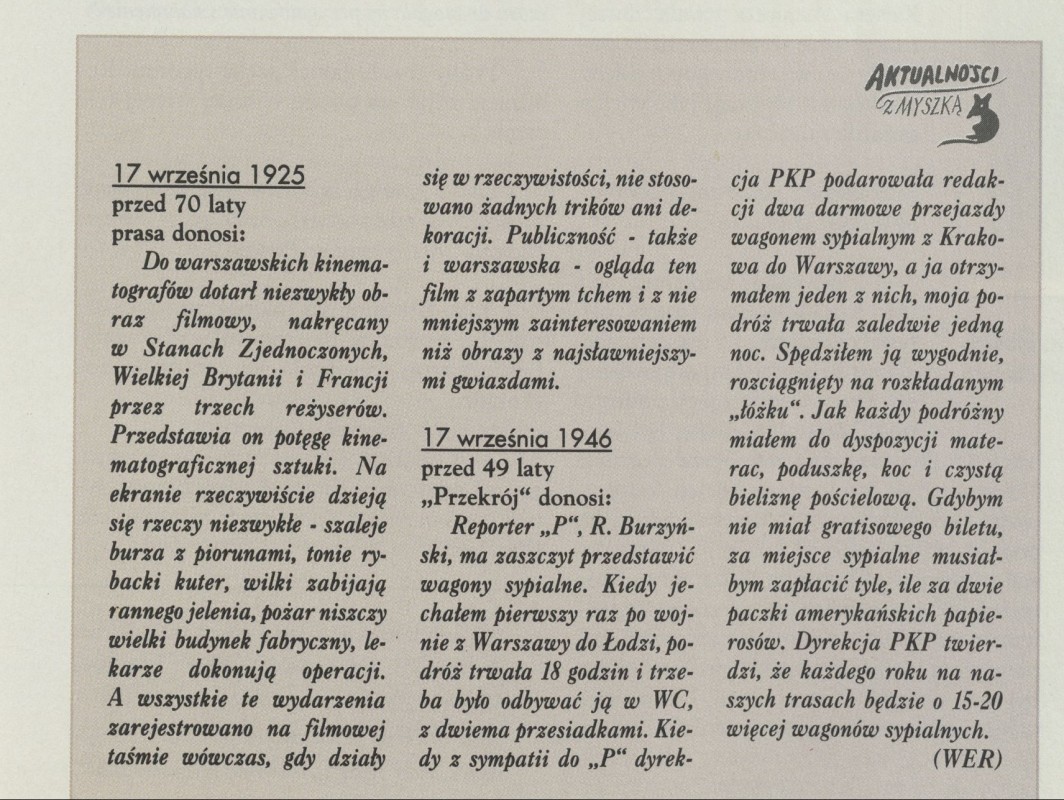 AKTUALNOŚCI
Z MYSZKĄ
17 września 1925
przed 70 laty
prasa donosi:
Do warszawskich kinema-
tografów dotarł niezwykły ob-
raz filmowy, nakręcany
w Stanach Zjednoczonych,
Wielkiej Brytanii i Francji
przez trzech reżyserów.
Przedstawia on potęgę kine-
matograficznej sztuki. Na
ekranie rzeczywiście dzieją
się rzeczy niezwykłe - szaleje
burza z piorunami, tonie ry-
backi kuter, wilki zabijają
rannego jelenia, pożar niszczy
wielki budynek fabryczny, le-
karze dokonują operacji.
A wszystkie te wydarzenia
zarejestrowano na filmowej
taśmie wówczas, gdy działy
się w rzeczywistości, nie stoso-
wano żadnych trików ani de-
koracji. Publiczność - także
i warszawska - ogląda ten
film z zapartym tchem i z nie
mniejszym zainteresowaniem
niż obrazy z najsławniejszy-
mi gwiazdami.
17 września 1946
przed 49 laty
„Przekrój“ donosi:
Reporter „P“, R. Burzyń-
ski, ma zaszczyt przedstawić
wagony sypialne. Kiedy je-
chałem pierwszy raz po woj-
nie z Warszawy do Łodzi, po-
dróż trwała 18 godzin i trze-
ba było odbywać ją w WC,
z dwiema przesiadkami. Kie-
dy z sympatii do „P“ dyrek-
cja PKP podarowała redak-
cji dwa darmowe przejazdy
wagonem sypialnym z Krako-
wa do Warszawy, a ja otrzy-
małem jeden z nich, moja po-
dróż trwała zaledwie jedną
noc. Spędziłem ją wygodnie,
rozciągnięty na rozkładanym
„łóżku“. Jak każdy podróżny
miałem do dyspozycji mate-
rac, poduszkę, koc i czystą
bieliznę pościelową. Gdybym
nie miał gratisowego biletu,
za miejsce sypialne musiał-
bym zapłacić tyle, ile za dwie
paczki amerykańskich papie-
rosów. Dyrekcja PKP twier-
dzi, że każdego roku na na-
szych trasach będzie o 15-20
więcej wagonów sypialnych.
(WER)